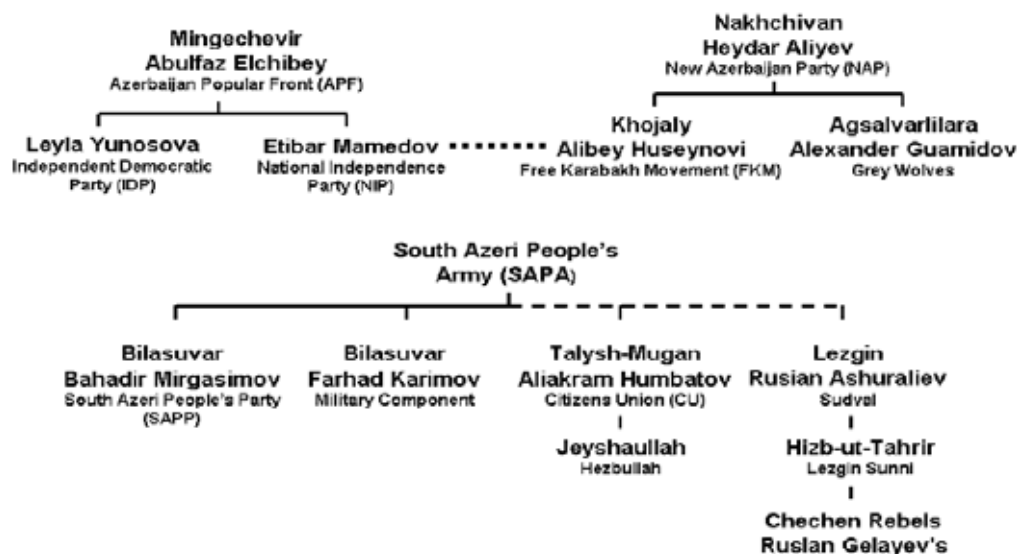 Mingechevir
Abulfaz Elchibey
Azerbaijan Popular Front (APF)
Leyla Yunosova
Independent Democratic
Party (IDP)
Etibar Mamedov
National Independence
Party (NIP)
Nakhchivan
Heydar Aliyev
New Azerbaijan Party (NAP)
Khojaly
Alibey Huseynovi
Free Karabakh Movement (FKM)
Agsalvarlilara
Alexander Guamidov
Grey Wolves
South Azeri People's
Army (SAPA)
Bilasuvar
Bahadir Mirgasimov
South Azeri People's Party
(SAPP)
Bilasuvar
Farhad Karimov
Military Component
Talysh-Mugan
Aliakram Humbatov
Citizens Union (CU)
Jeyshaullah
Hezbullah
Lezgin
Rusian Ashuraliev
Sudval
Hizb-ut-Tahrir
Lezgin Sunni
Chechen Rebels
Ruslan Gelayev's